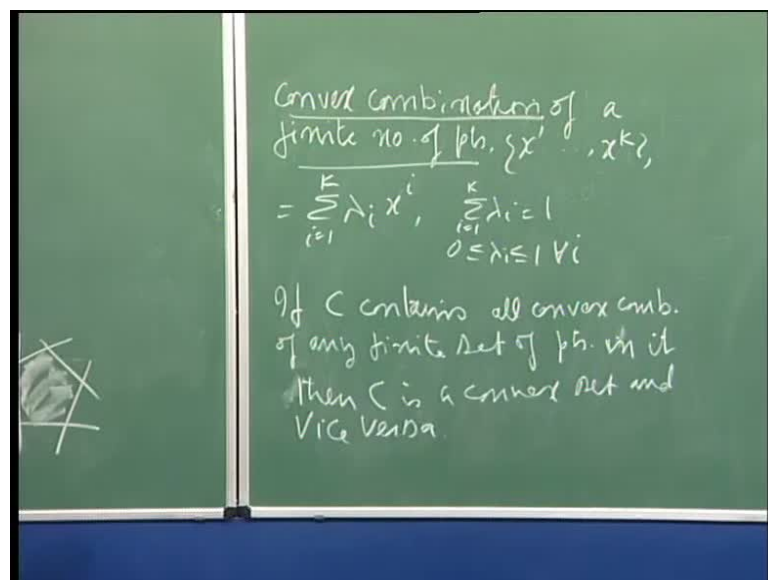 Convex combination of a
finite no. of pts. {x¹ ..., xᵏ},
= Σᵢ₌₁ᴷ λᵢ xⁱ, Σᵢ₌₁ᴷ λᵢ = 1
0 ≤ λᵢ ≤ 1 ∀i
If C contains all convex comb.
of any finite set of pts. in it
then C is a convex set and
Vice Versa.